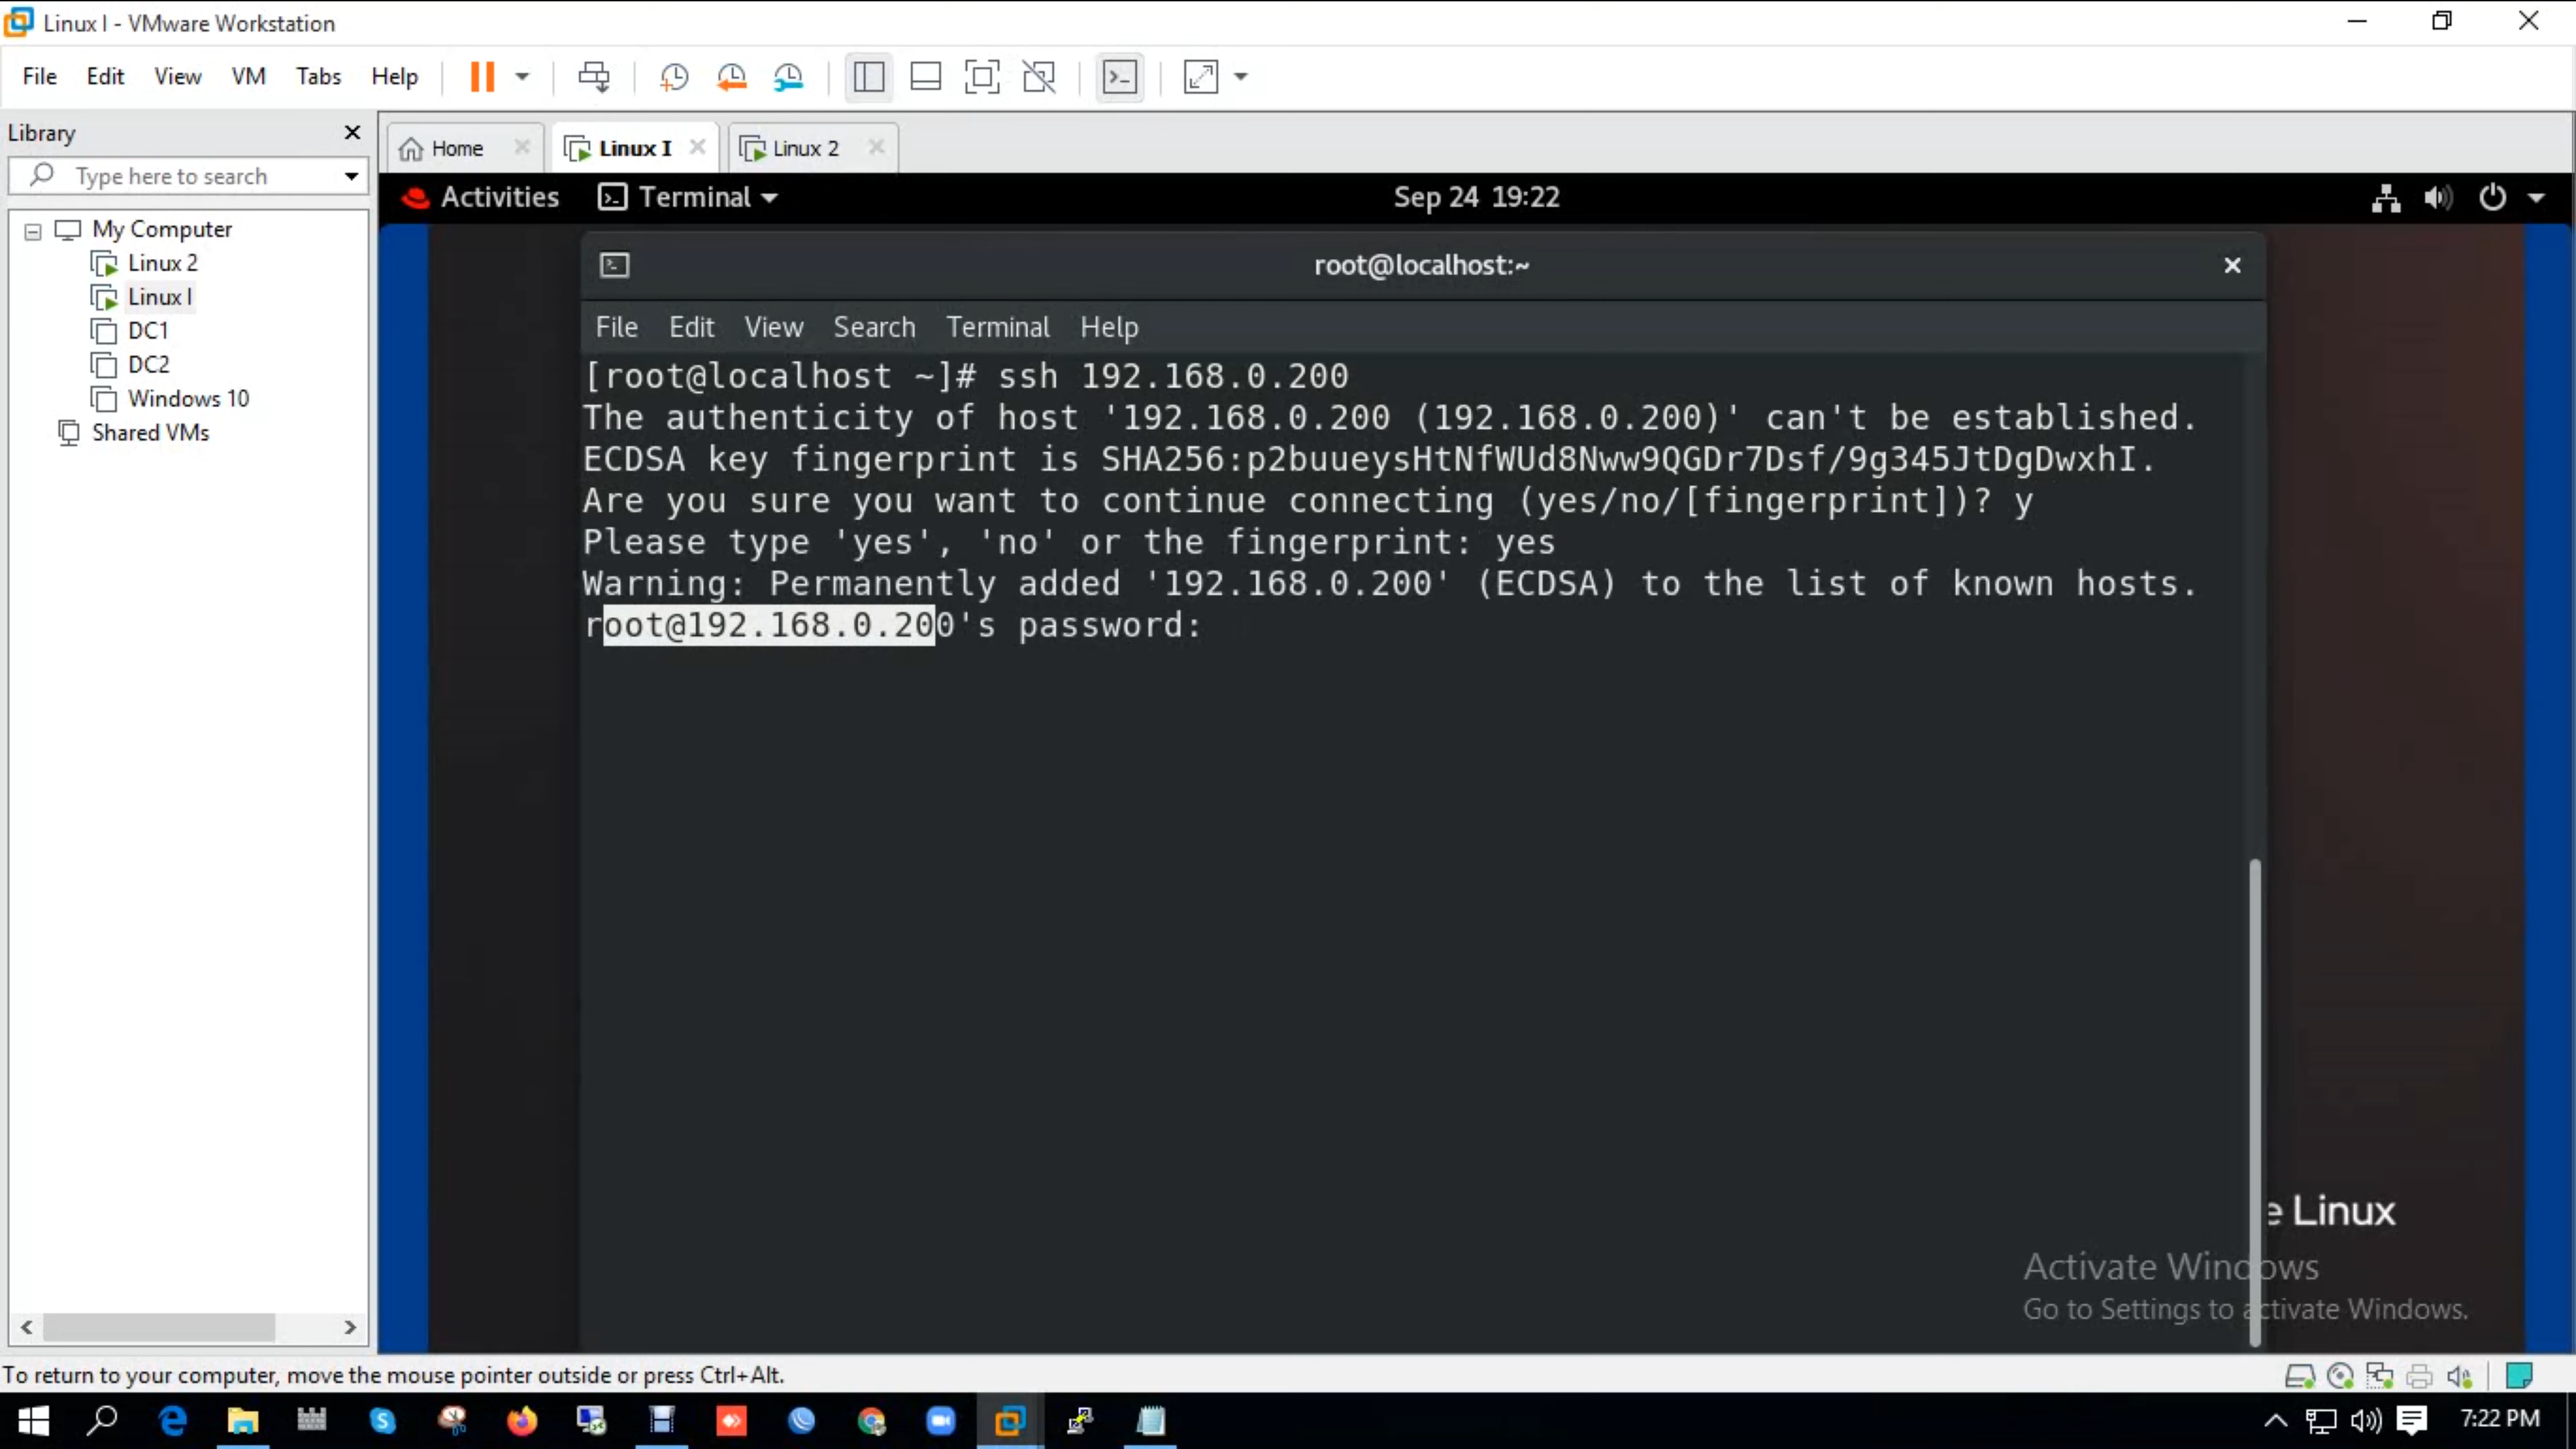 Linux I - VMware Workstation
File Edit View VM Tabs Help
Library
Home
Linux I
Linux 2
Type here to search
Activities
Terminal
Sep 24 19:22
My Computer
Linux 2
Linux I
DC1
DC2
Windows 10
Shared VMs
root@localhost:~
File Edit View Search Terminal Help
[root@localhost ~]# ssh 192.168.0.200
The authenticity of host '192.168.0.200 (192.168.0.200)' can't be established.
ECDSA key fingerprint is SHA256:p2buueysHtNfWUd8Nww9QGDr7Dsf/9g345JtDgDwxhI.
Are you sure you want to continue connecting (yes/no/[fingerprint])? y
Please type 'yes', 'no' or the fingerprint: yes
Warning: Permanently added '192.168.0.200' (ECDSA) to the list of known hosts.
root@192.168.0.200's password:
e Linux
Activate Windows
Go to Settings to activate Windows.
To return to your computer, move the mouse pointer outside or press Ctrl+Alt.
7:22 PM